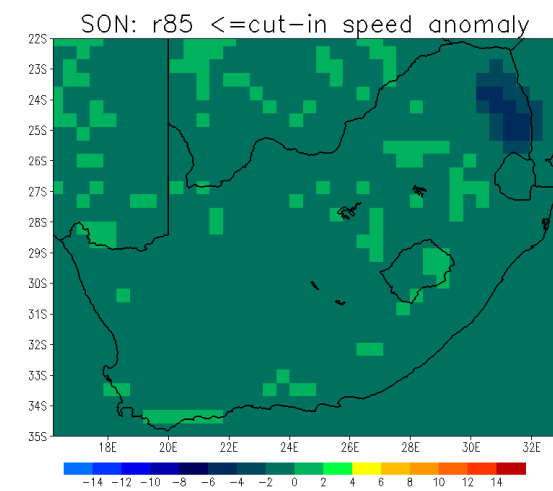 SON: r85 <=cut-in speed anomaly
22S
23S
24S
25S
26S
27S
28S
29S
30S
31S
32S
33S
34S
35S
18E 20E 22E 24E 26E 28E 30E 32E
-14 -12 -10 -8 -6 -4 -2 0 2 4 6 8 10 12 14